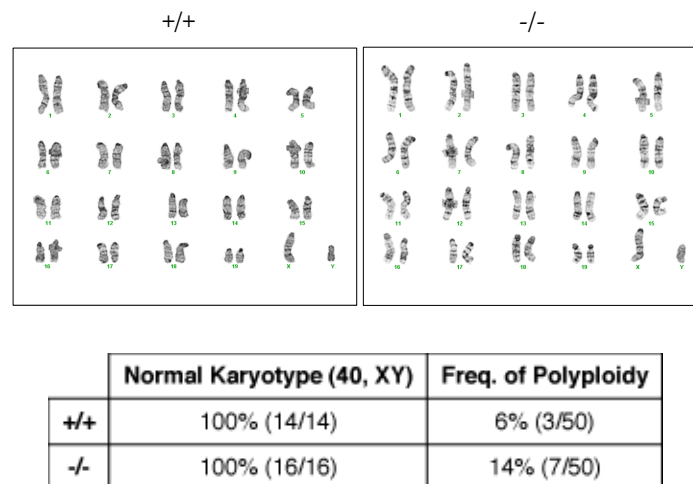 +/+ -/-
1 2 3 4 5 1 2 3 4 5
6 7 8 9 10 6 7 8 9 10
11 12 13 14 15 11 12 13 14 15
16 17 18 19 X Y 16 17 18 19 X Y
Normal Karyotype (40, XY) Freq. of Polyploidy
+/+ 100% (14/14) 6% (3/50)
-/- 100% (16/16) 14% (7/50)